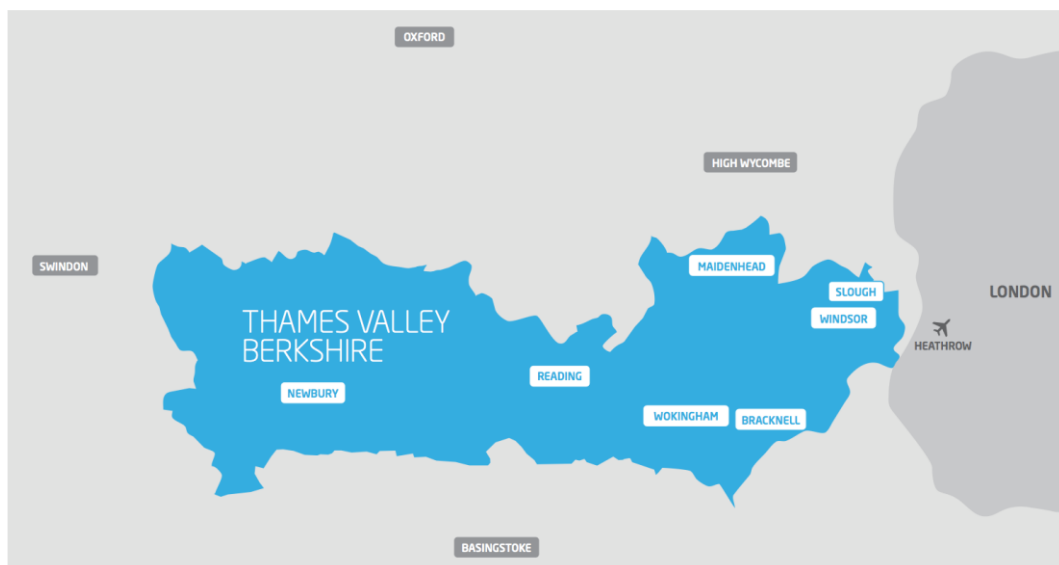 OXFORD
HIGH WYCOMBE
SWINDON
MAIDENHEAD
SLOUGH
LONDON
WINDSOR
THAMES VALLEY
BERKSHIRE
HEATHROW
READING
NEWBURY
WOKINGHAM
BRACKNELL
BASINGSTOKE